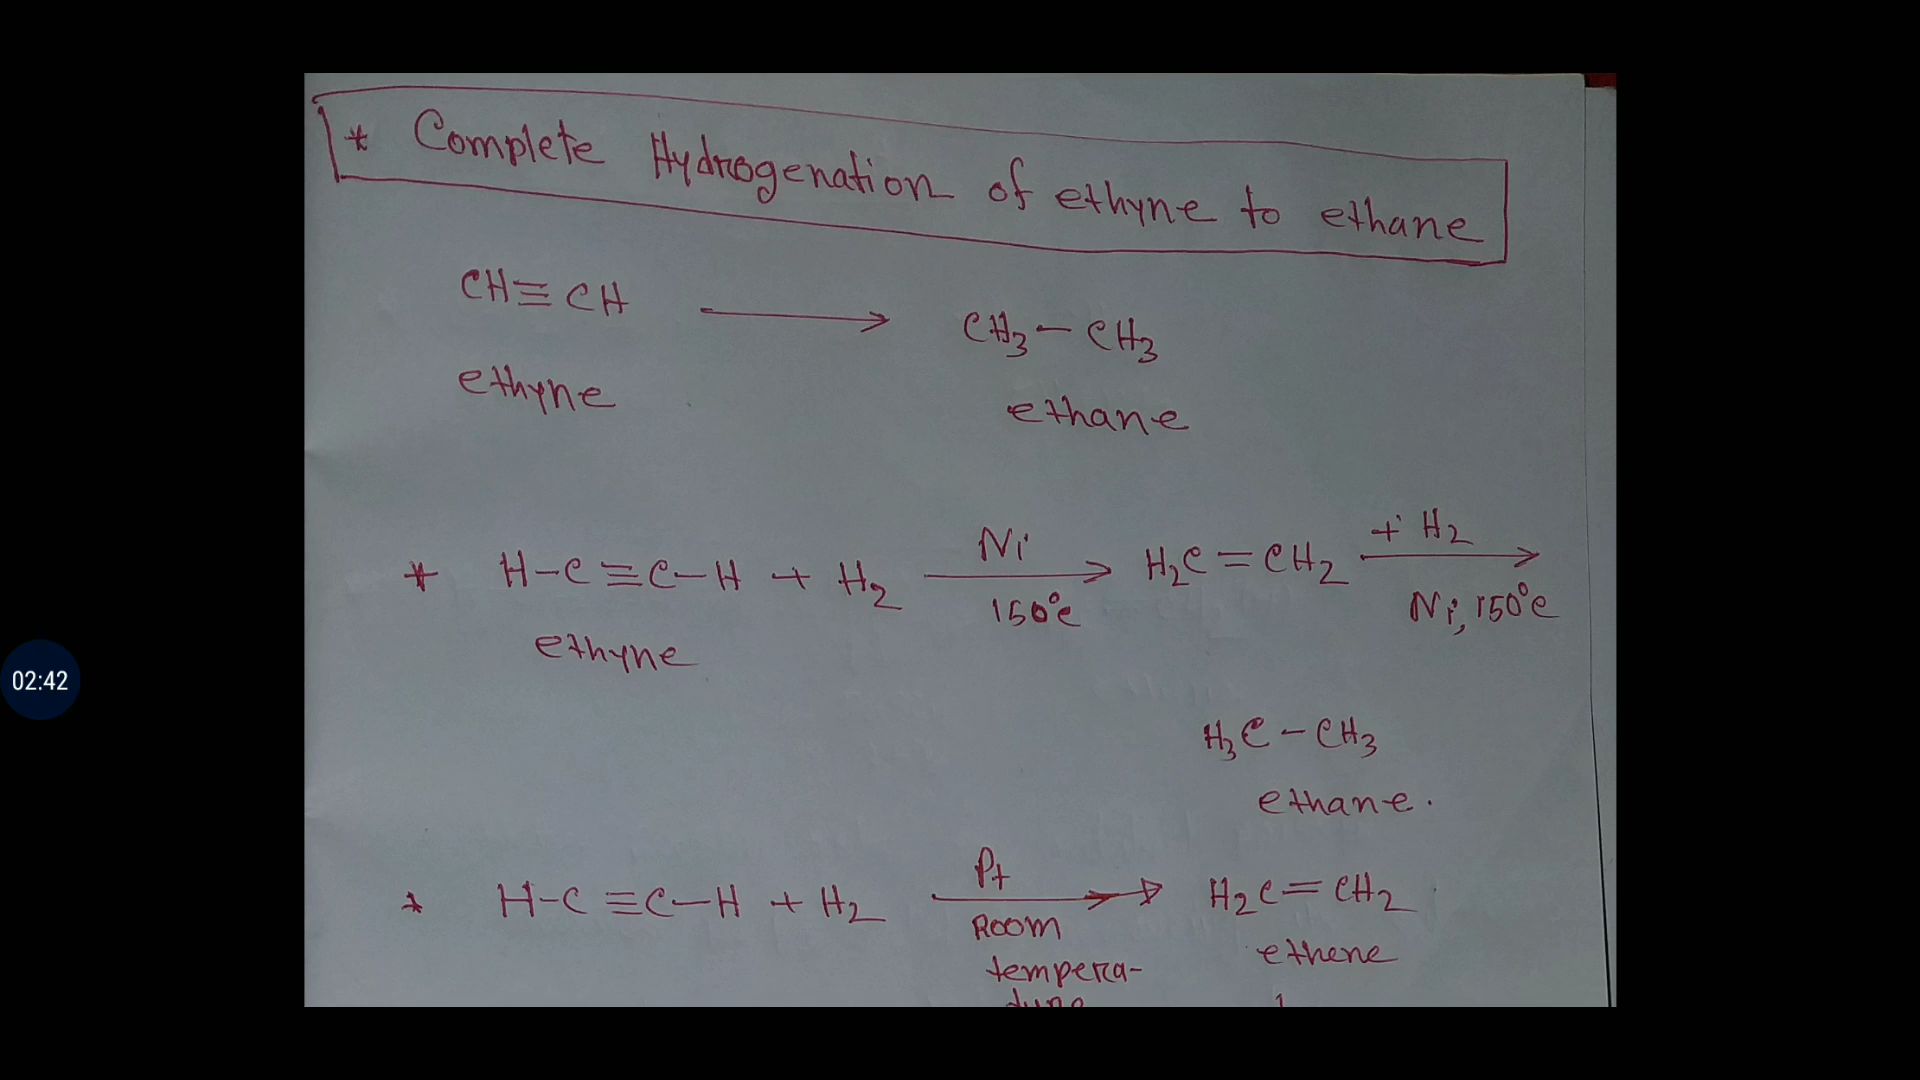 * Complete Hydrogenation of ethyne to ethane
CH≡CH ⟶ CH3-CH3
ethyne ethane
* H-C≡C-H + H2 ⟶ H2C=CH2 ⟶
Ni + H2
150°C Ni, 150°C
ethyne
H3C-CH3
ethane.
* H-C≡C-H + H2 ⟶ H2C=CH2
Pt
Room
ethene
tempera-
ture
02:42